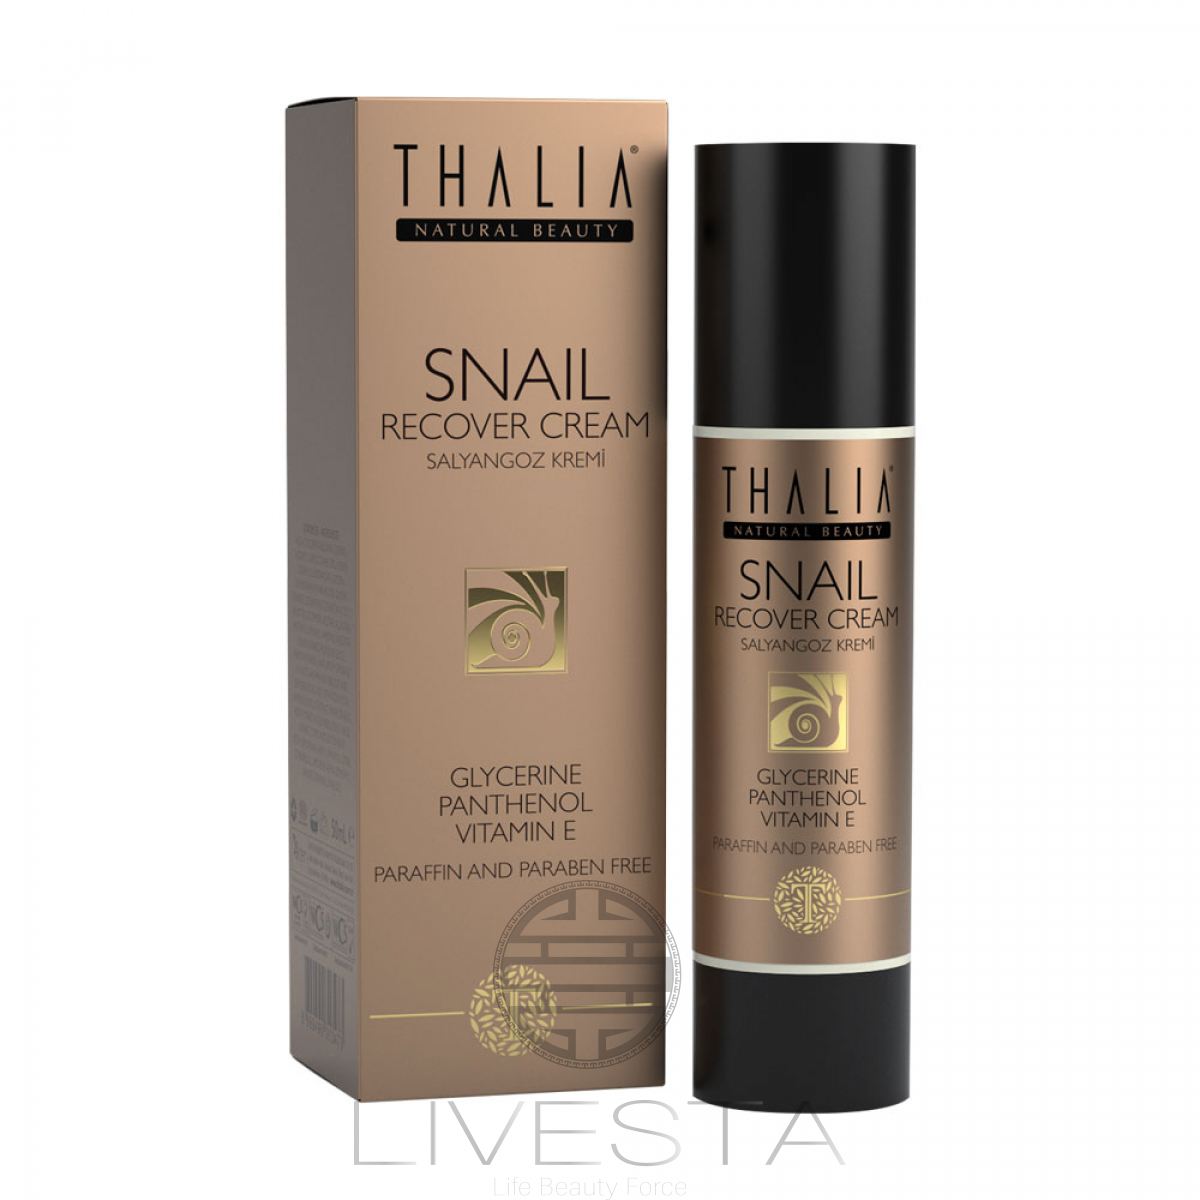 THALIA®
NATURAL BEAUTY
SNAIL
RECOVER CREAM
SALYANGOZ KREMİ
GLYCERINE
PANTHENOL
VITAMIN E
PARAFFIN AND PARABEN FREE
T
50mL e
THALIA®
NATURAL BEAUTY
SNAIL
RECOVER CREAM
SALYANGOZ KREMİ
GLYCERINE
PANTHENOL
VITAMIN E
PARAFFIN AND PARABEN FREE
T
LIVESTA
Life Beauty Force